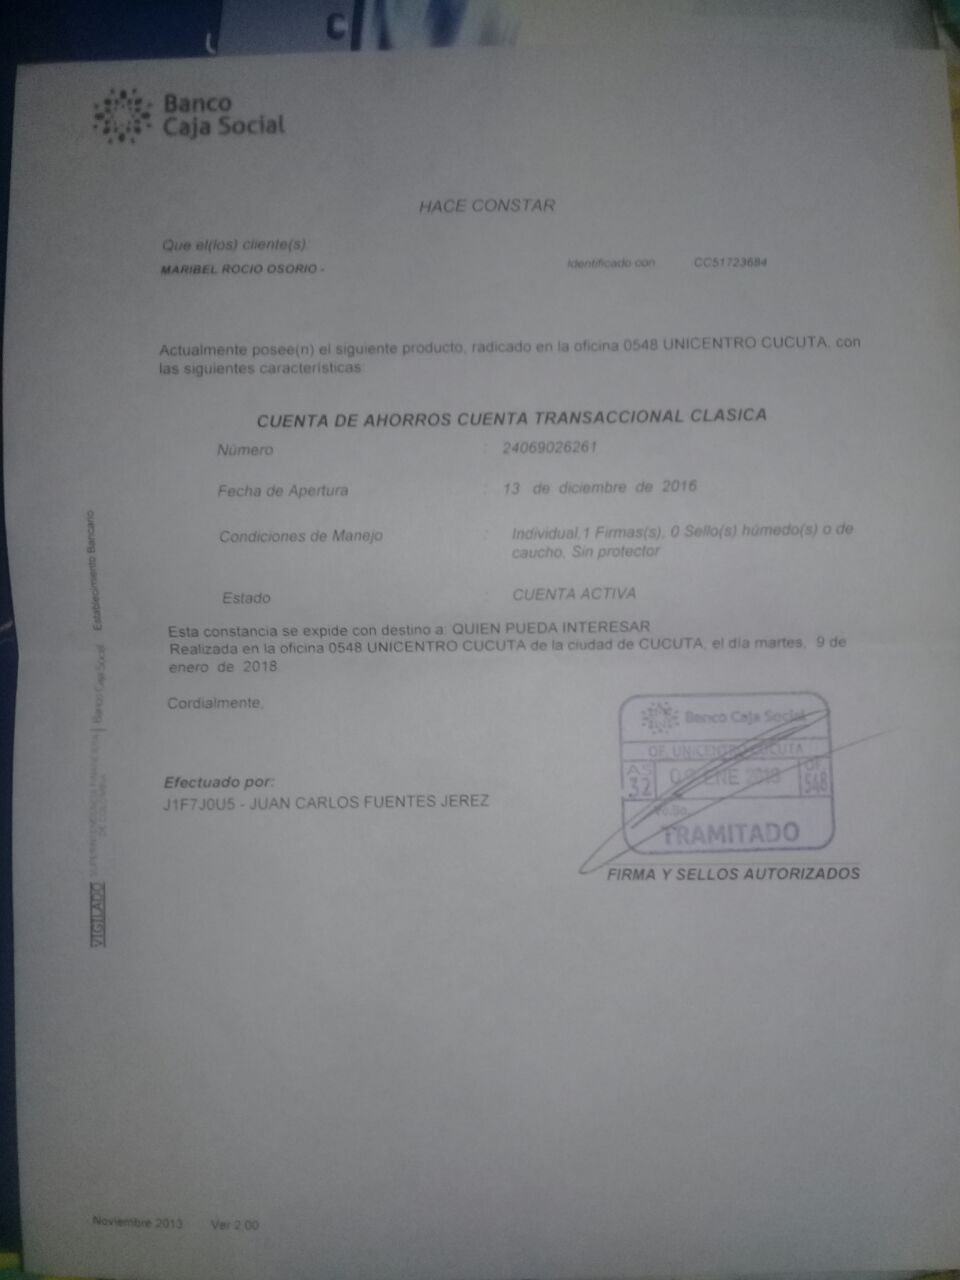 C
Banco
Caja Social
HACE CONSTAR
Que el(los) cliente(s):
MARIBEL ROCIO OSORIO - Identificado con CC51723684
Actualmente posee(n) el siguiente producto, radicado en la oficina 0548 UNICENTRO CUCUTA, con
las siguientes características:
CUENTA DE AHORROS CUENTA TRANSACCIONAL CLASICA
Número : 24069026261
Fecha de Apertura : 13 de diciembre de 2016
Condiciones de Manejo : Individual,1 Firmas(s), 0 Sello(s) húmedo(s) o de
caucho, Sin protector
Estado : CUENTA ACTIVA
Esta constancia se expide con destino a: QUIEN PUEDA INTERESAR
Realizada en la oficina 0548 UNICENTRO CUCUTA de la ciudad de CUCUTA, el día martes, 9 de
enero de 2018.
Cordialmente,
Efectuado por:
J1F7J0U5 - JUAN CARLOS FUENTES JEREZ
Banco Caja Social
OF. UNICENTRO CUCUTA
AS 32 09 ENE 2018 OF. 548
Vo.Bo.
TRAMITADO
FIRMA Y SELLOS AUTORIZADOS
VIGILADO SUPERINTENDENCIA FINANCIERA DE COLOMBIA | Banco Caja Social Establecimiento Bancario
Noviembre 2013 Ver 2.00